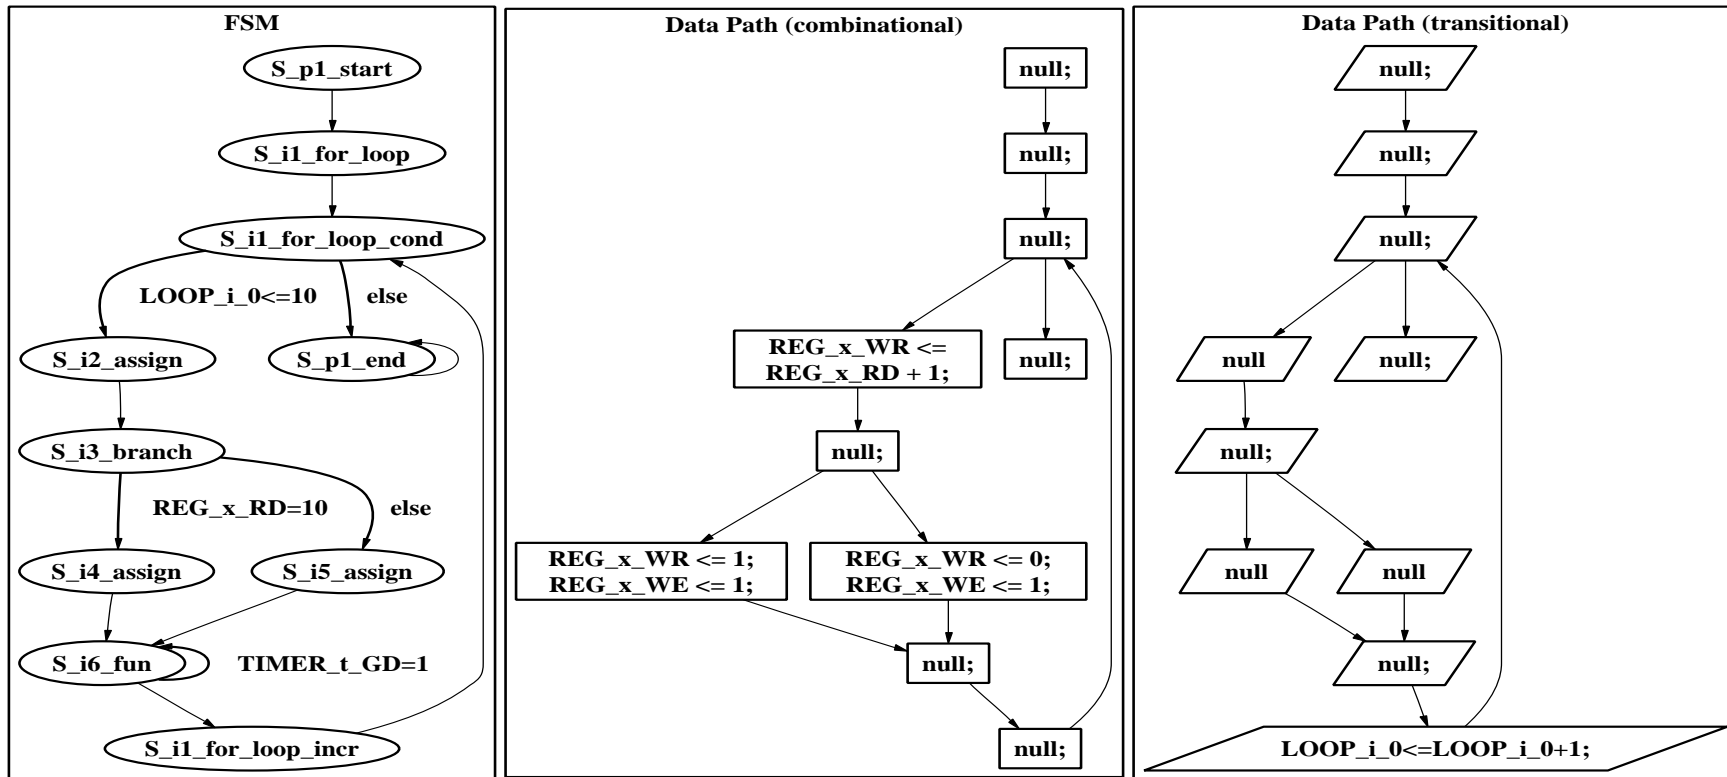 FSM
S_p1_start
S_i1_for_loop
S_i1_for_loop_cond
LOOP_i_0<=10
else
S_i2_assign
S_p1_end
S_i3_branch
REG_x_RD=10
else
S_i4_assign
S_i5_assign
S_i6_fun
TIMER_t_GD=1
S_i1_for_loop_incr
Data Path (combinational)
null;
null;
null;
REG_x_WR <=
REG_x_RD + 1;
null;
null;
REG_x_WR <= 1;
REG_x_WE <= 1;
REG_x_WR <= 0;
REG_x_WE <= 1;
null;
null;
Data Path (transitional)
null;
null;
null;
null
null;
null;
null
null
null;
LOOP_i_0<=LOOP_i_0+1;